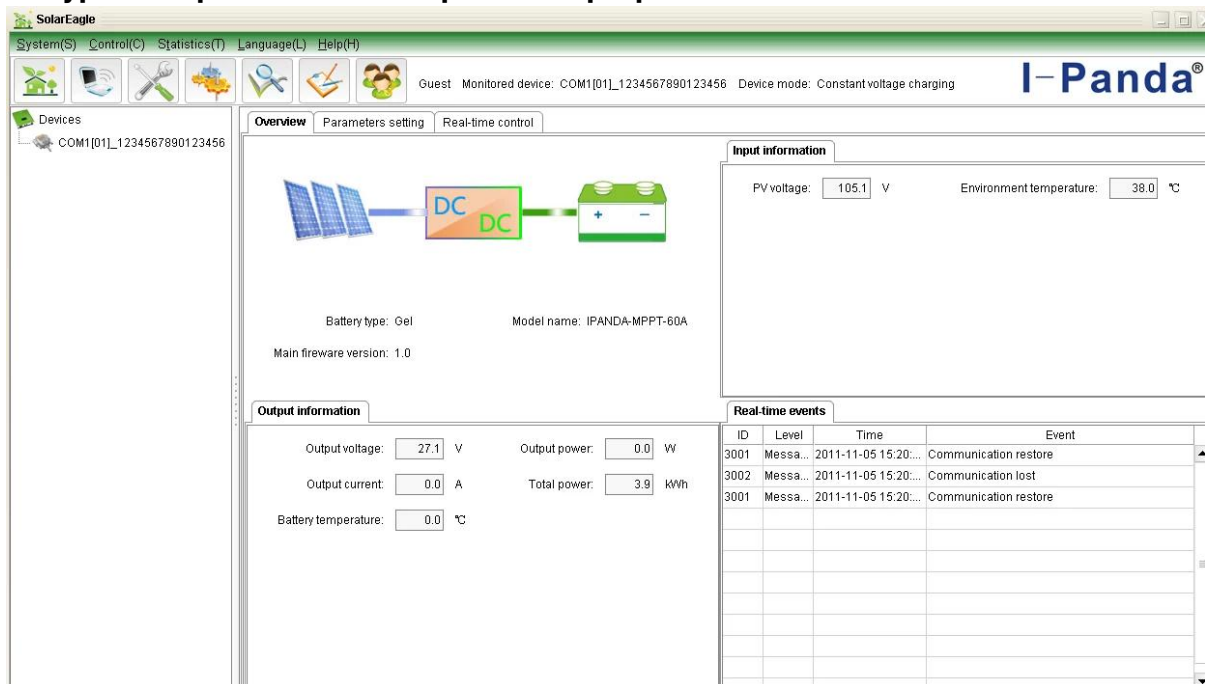 SolarEagle
System(S) Control(C) Statistics(T) Language(L) Help(H)
Guest Monitored device: COM1[01]_1234567890123456 Device mode: Constant voltage charging
I-Panda®
Devices
COM1[01]_1234567890123456
Overview Parameters setting Real-time control
DC
DC
+ −
Battery type: Gel Model name: IPANDA-MPPT-60A
Main fireware version: 1.0
Input information
PV voltage: 105.1 V Environment temperature: 38.0 ℃
Output information
Output voltage: 27.1 V Output power: 0.0 W
Output current: 0.0 A Total power: 3.9 kWh
Battery temperature: 0.0 ℃
Real-time events
ID Level Time Event
3001 Messa... 2011-11-05 15:20:... Communication restore
3002 Messa... 2011-11-05 15:20:... Communication lost
3001 Messa... 2011-11-05 15:20:... Communication restore